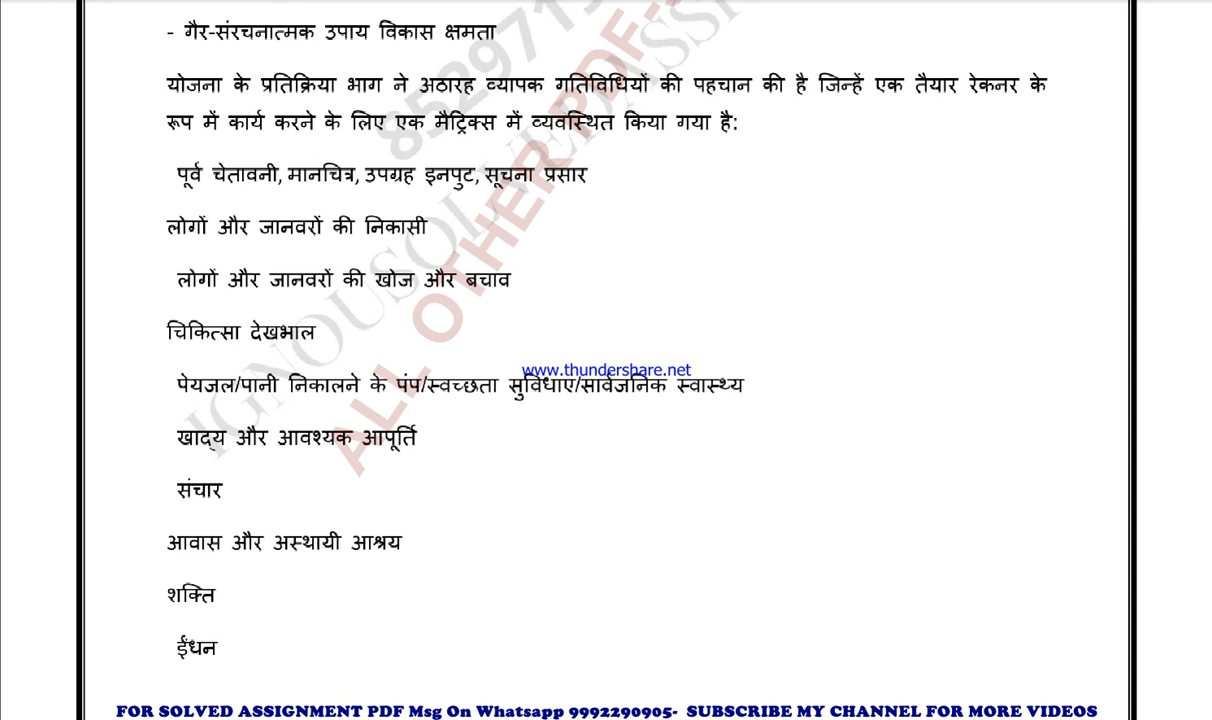 - गैर-संरचनात्मक उपाय विकास क्षमता
योजना के प्रतिक्रिया भाग ने अठारह व्यापक गतिविधियों की पहचान की है जिन्हें एक तैयार रेकनर के
रूप में कार्य करने के लिए एक मैट्रिक्स में व्यवस्थित किया गया है:
पूर्व चेतावनी, मानचित्र, उपग्रह इनपुट, सूचना प्रसार
लोगों और जानवरों की निकासी
लोगों और जानवरों की खोज और बचाव
चिकित्सा देखभाल
www.thundershare.net
पेयजल/पानी निकालने के पंप/स्वच्छता सुविधाएं/सार्वजनिक स्वास्थ्य
खाद्य और आवश्यक आपूर्ति
संचार
आवास और अस्थायी आश्रय
शक्ति
ईंधन
FOR SOLVED ASSIGNMENT PDF Msg On Whatsapp 9992290905- SUBSCRIBE MY CHANNEL FOR MORE VIDEOS
ALL OTHER PDF-